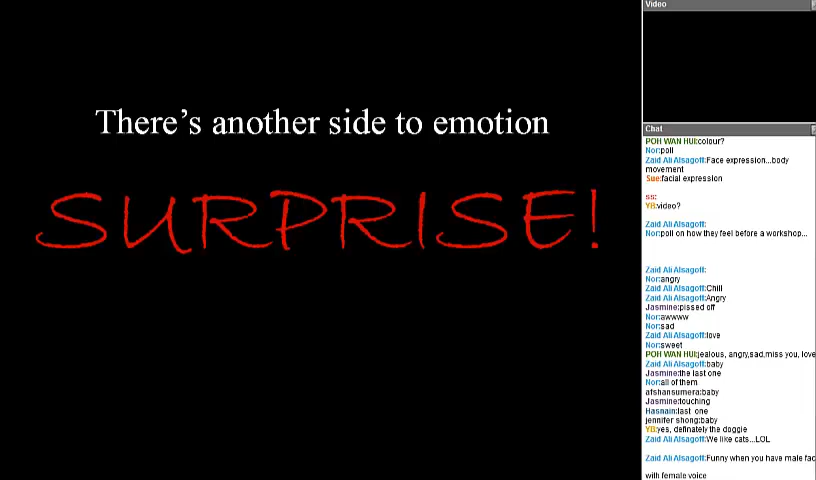 There's another side to emotion
SURPRISE!
Video
Chat
POH WAN HUI:colour?
Nor:poll
Zaid Ali Alsagoff:Face expression...body
movement
Sue:facial expression
ss:
YB:video?
Zaid Ali Alsagoff:
Nor:poll on how they feel before a workshop...
Zaid Ali Alsagoff:
Nor:angry
Zaid Ali Alsagoff:Chill
Zaid Ali Alsagoff:Angry
Jasmine:pissed off
Nor:awwww
Nor:sad
Zaid Ali Alsagoff:love
Nor:sweet
POH WAN HUI:jealous, angry,sad,miss you, love
Zaid Ali Alsagoff:baby
Jasmine:the last one
Nor:all of them
afshansumera:baby
Jasmine:touching
Hasnain:last one
jennifer shong:baby
YB:yes, definately the doggie
Zaid Ali Alsagoff:We like cats...LOL
Zaid Ali Alsagoff:Funny when you have male fac
with female voice